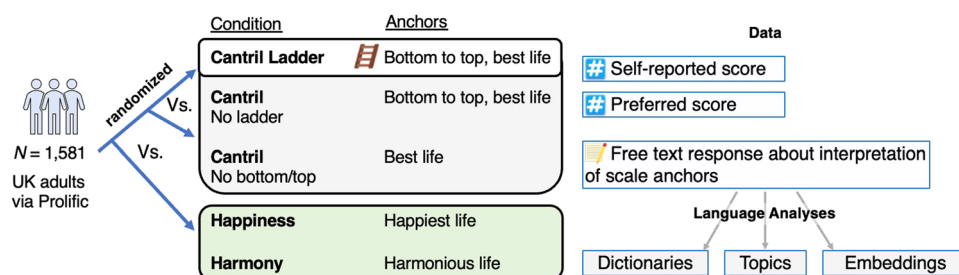 Condition
Anchors
Data
Cantril Ladder
Bottom to top, best life
Self-reported score
randomized
Vs.
Cantril
No ladder
Bottom to top, best life
Preferred score
N = 1,581
UK adults
via Prolific
Vs.
Cantril
No bottom/top
Best life
Free text response about interpretation
of scale anchors
Happiness
Happiest life
Language Analyses
Harmony
Harmonious life
Dictionaries
Topics
Embeddings